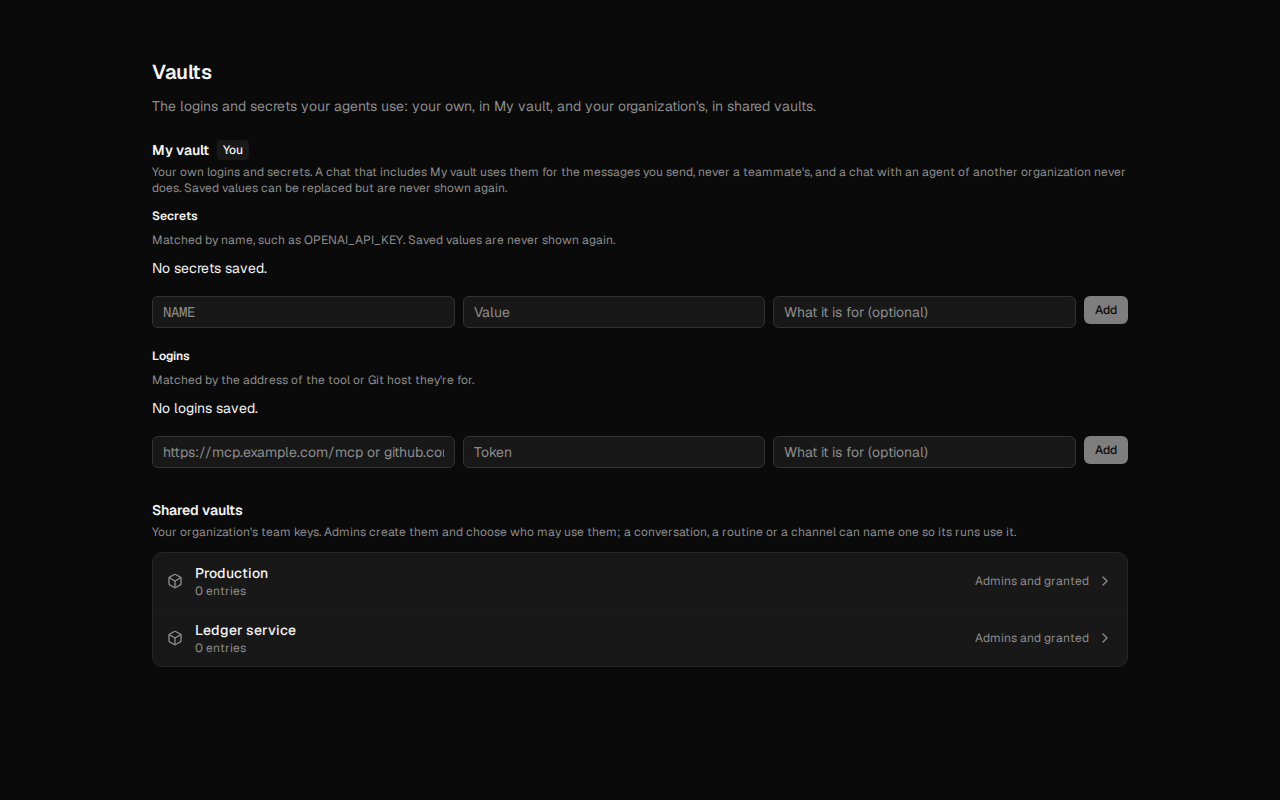 Vaults
The logins and secrets your agents use: your own, in My vault, and your organization's, in shared vaults.
My vault You
Your own logins and secrets. A chat that includes My vault uses them for the messages you send, never a teammate's, and a chat with an agent of another organization never
does. Saved values can be replaced but are never shown again.
Secrets
Matched by name, such as OPENAI_API_KEY. Saved values are never shown again.
No secrets saved.
NAME Value What it is for (optional) Add
Logins
Matched by the address of the tool or Git host they're for.
No logins saved.
https://mcp.example.com/mcp or github.co Token What it is for (optional) Add
Shared vaults
Your organization's team keys. Admins create them and choose who may use them; a conversation, a routine or a channel can name one so its runs use it.
Production
0 entries
Admins and granted
Ledger service
0 entries
Admins and granted